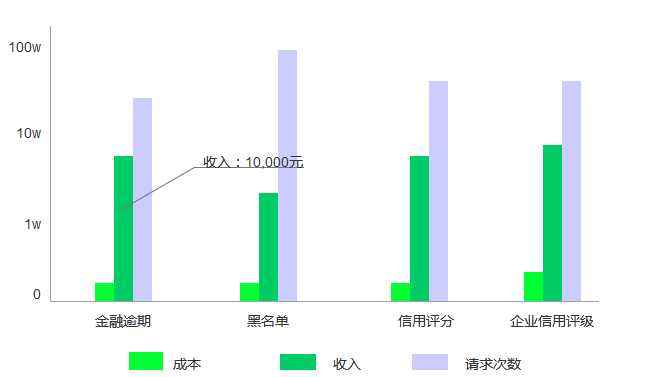 100w
10w
1w
0
收入：10,000元
金融逾期
黑名单
信用评分
企业信用评级
成本
收入
请求次数